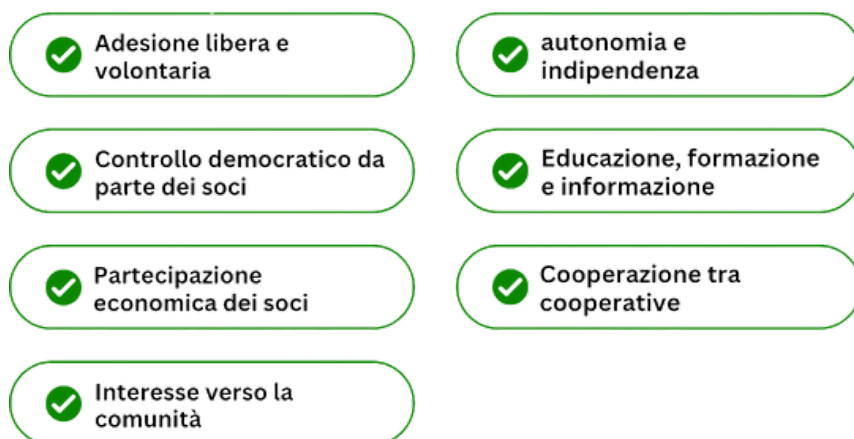 Adesione libera e
volontaria
autonomia e
indipendenza
Controllo democratico da
parte dei soci
Educazione, formazione
e informazione
Partecipazione
economica dei soci
Cooperazione tra
cooperative
Interesse verso la
comunità